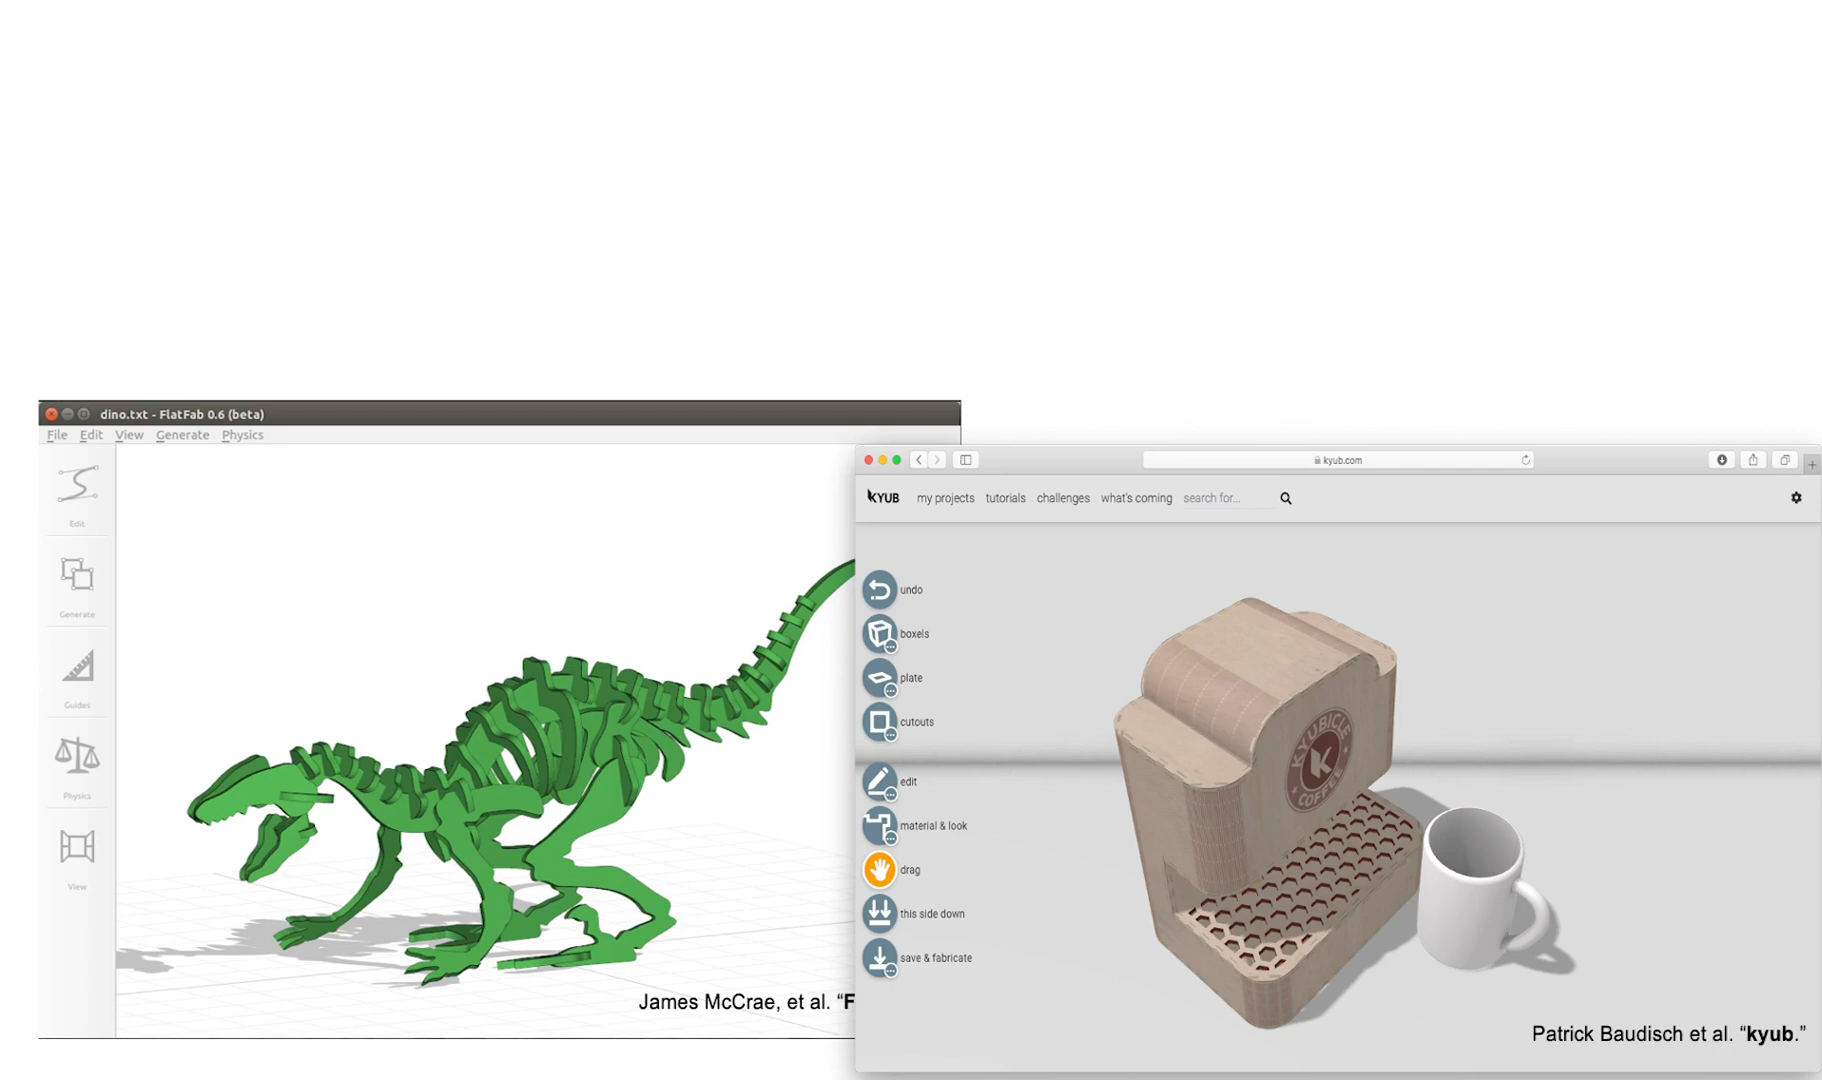 dino.txt - FlatFab 0.6 (beta)
File Edit View Generate Physics
Edit
Generate
Guides
Physics
View
James McCrae, et al. “F
kyub.com
KYUB my projects tutorials challenges what's coming search for...
undo
boxels
plate
cutouts
edit
material & look
drag
this side down
save & fabricate
KYUBICLE
K
COFFEE
Patrick Baudisch et al. “kyub.”